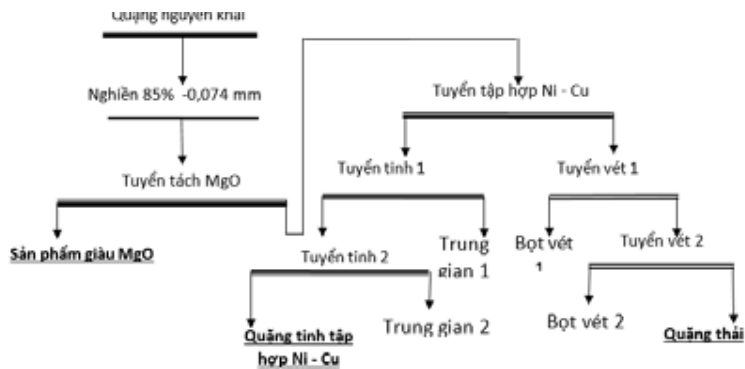 Quặng nguyên khai
Nghiền 85% -0,074 mm
Tuyển tập hợp Ni - Cu
Tuyển tách MgO
Tuyển tinh 1
Tuyển vét 1
Sản phẩm giàu MgO
Tuyển tinh 2
Trung
gian 1
Bọt vét
1
Tuyển vét 2
Quặng tinh tập
hợp Ni - Cu
Trung gian 2
Bọt vét 2
Quặng thải